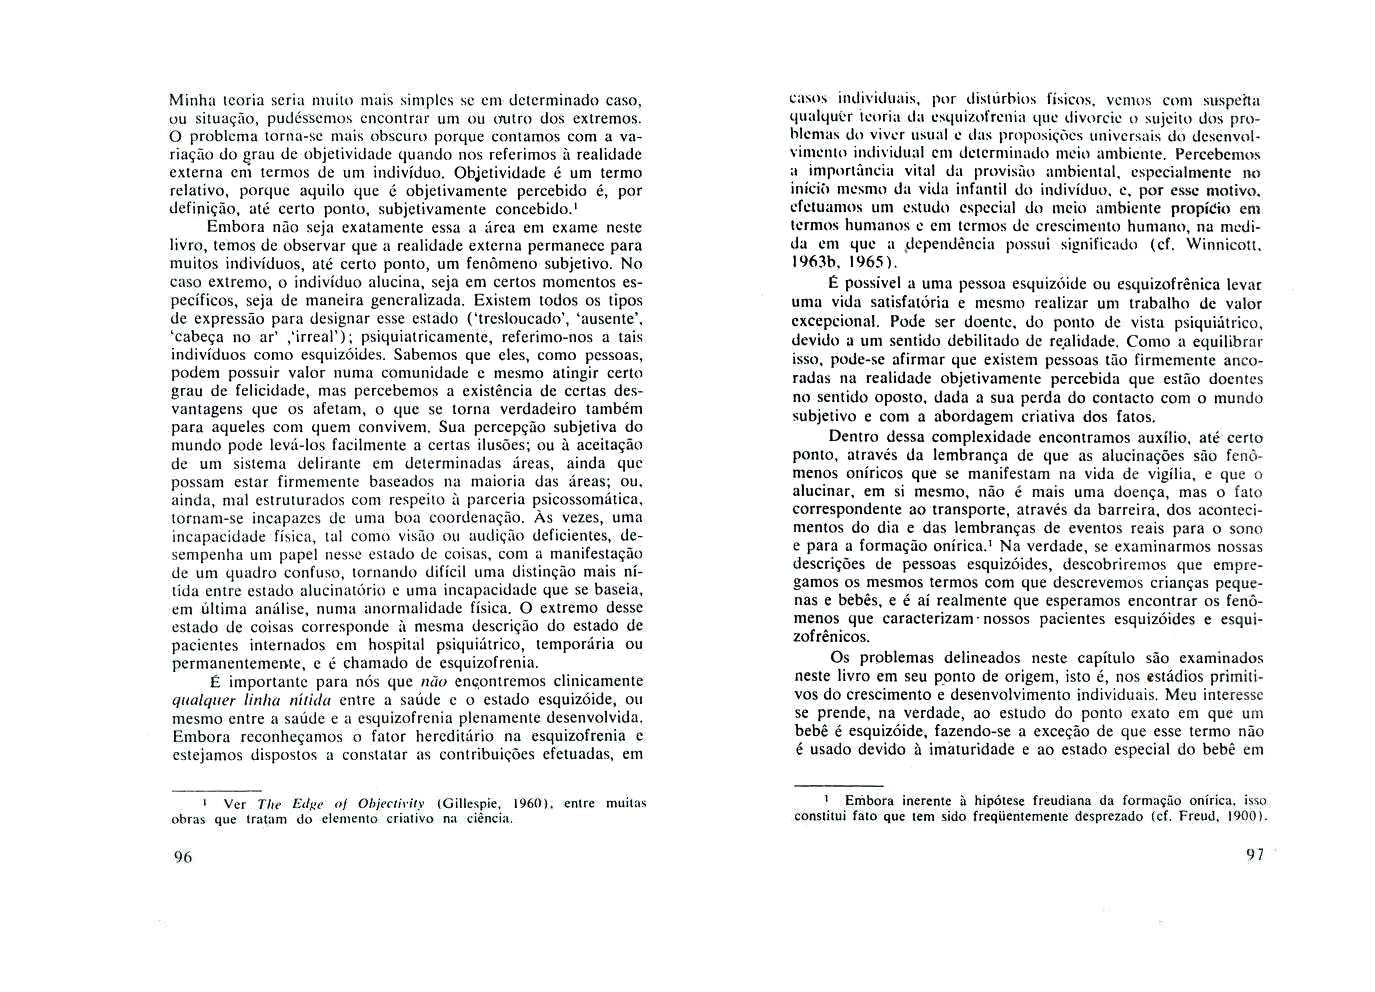 Minha teoria seria muito mais simples se em determinado caso,
ou situação, pudéssemos encontrar um ou outro dos extremos.
O problema torna-se mais obscuro porque contamos com a va-
riação do grau de objetividade quando nos referimos à realidade
externa em termos de um indivíduo. Objetividade é um termo
relativo, porque aquilo que é objetivamente percebido é, por
definição, até certo ponto, subjetivamente concebido.¹
Embora não seja exatamente essa a área em exame neste
livro, temos de observar que a realidade externa permanece para
muitos indivíduos, até certo ponto, um fenômeno subjetivo. No
caso extremo, o indivíduo alucina, seja em certos momentos es-
pecíficos, seja de maneira generalizada. Existem todos os tipos
de expressão para designar esse estado ('tresloucado', 'ausente',
'cabeça no ar' ,'irreal'); psiquiatricamente, referimo-nos a tais
indivíduos como esquizóides. Sabemos que eles, como pessoas,
podem possuir valor numa comunidade e mesmo atingir certo
grau de felicidade, mas percebemos a existência de certas des-
vantagens que os afetam, o que se torna verdadeiro também
para aqueles com quem convivem. Sua percepção subjetiva do
mundo pode levá-los facilmente a certas ilusões; ou à aceitação
de um sistema delirante em determinadas áreas, ainda que
possam estar firmemente baseados na maioria das áreas; ou,
ainda, mal estruturados com respeito à parceria psicossomática,
tornam-se incapazes de uma boa coordenação. Às vezes, uma
incapacidade física, tal como visão ou audição deficientes, de-
sempenha um papel nesse estado de coisas, com a manifestação
de um quadro confuso, tornando difícil uma distinção mais ní-
tida entre estado alucinatório e uma incapacidade que se baseia,
em última análise, numa anormalidade física. O extremo desse
estado de coisas corresponde à mesma descrição do estado de
pacientes internados em hospital psiquiátrico, temporária ou
permanentemente, e é chamado de esquizofrenia.
É importante para nós que não encontremos clinicamente
qualquer linha nítida entre a saúde e o estado esquizóide, ou
mesmo entre a saúde e a esquizofrenia plenamente desenvolvida.
Embora reconheçamos o fator hereditário na esquizofrenia e
estejamos dispostos a constatar as contribuições efetuadas, em
¹ Ver The Edge of Objectivity (Gillespie, 1960), entre muitas
obras que tratam do elemento criativo na ciência.
96
casos individuais, por distúrbios físicos, vemos com suspeita
qualquer teoria da esquizofrenia que divorcie o sujeito dos pro-
blemas do viver usual e das proposições universais do desenvol-
vimento individual em determinado meio ambiente. Percebemos
a importância vital da provisão ambiental, especialmente no
início mesmo da vida infantil do indivíduo, e, por esse motivo,
efetuamos um estudo especial do meio ambiente propício em
termos humanos e em termos de crescimento humano, na medi-
da em que a dependência possui significado (cf. Winnicott,
1963b, 1965).
É possível a uma pessoa esquizóide ou esquizofrênica levar
uma vida satisfatória e mesmo realizar um trabalho de valor
excepcional. Pode ser doente, do ponto de vista psiquiátrico,
devido a um sentido debilitado de realidade. Como a equilibrar
isso, pode-se afirmar que existem pessoas tão firmemente anco-
radas na realidade objetivamente percebida que estão doentes
no sentido oposto, dada a sua perda do contacto com o mundo
subjetivo e com a abordagem criativa dos fatos.
Dentro dessa complexidade encontramos auxílio, até certo
ponto, através da lembrança de que as alucinações são fenô-
menos oníricos que se manifestam na vida de vigília, e que o
alucinar, em si mesmo, não é mais uma doença, mas o fato
correspondente ao transporte, através da barreira, dos aconteci-
mentos do dia e das lembranças de eventos reais para o sono
e para a formação onírica.¹ Na verdade, se examinarmos nossas
descrições de pessoas esquizóides, descobriremos que empre-
gamos os mesmos termos com que descrevemos crianças peque-
nas e bebês, e é aí realmente que esperamos encontrar os fenô-
menos que caracterizam nossos pacientes esquizóides e esqui-
zofrênicos.
Os problemas delineados neste capítulo são examinados
neste livro em seu ponto de origem, isto é, nos estádios primiti-
vos do crescimento e desenvolvimento individuais. Meu interesse
se prende, na verdade, ao estudo do ponto exato em que um
bebê é esquizóide, fazendo-se a exceção de que esse termo não
é usado devido à imaturidade e ao estado especial do bebê em
¹ Embora inerente à hipótese freudiana da formação onírica, isso
constitui fato que tem sido freqüentemente desprezado (cf. Freud, 1900).
97